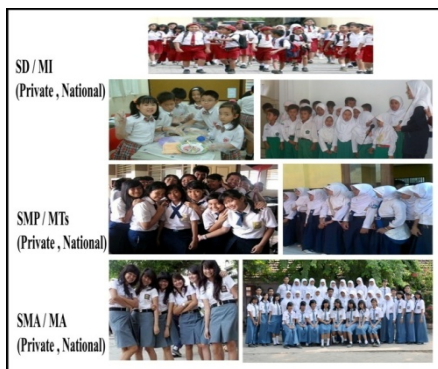 SD / MI
(Private , National)
SMP / MTs
(Private , National)
SMA / MA
(Private , National)